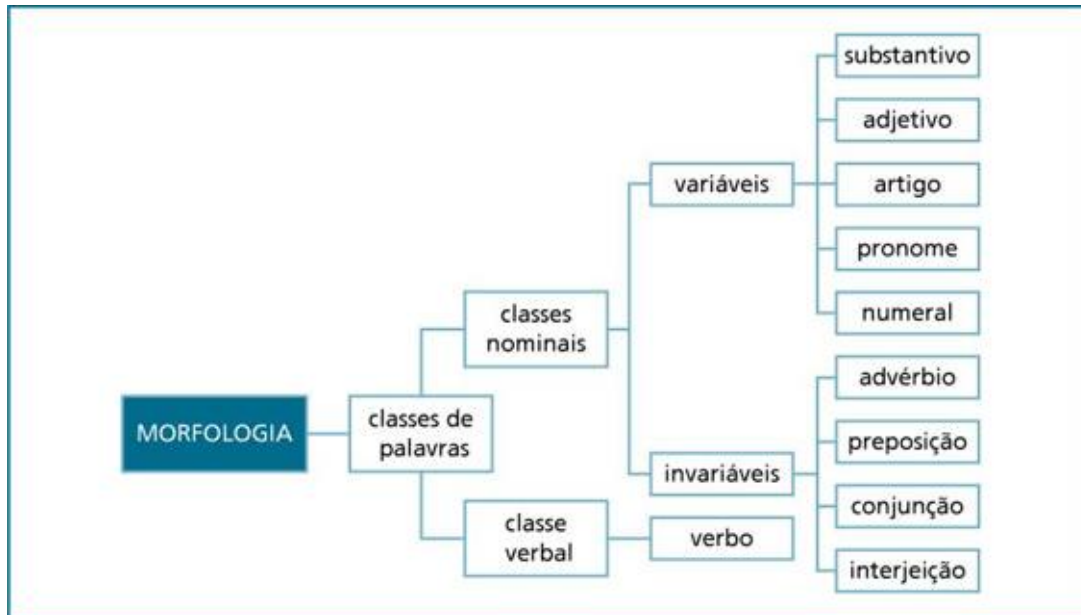 MORFOLOGIA
classes de
palavras
classes
nominais
variáveis
substantivo
adjetivo
artigo
pronome
numeral
invariáveis
advérbio
preposição
conjunção
interjeição
classe
verbal
verbo